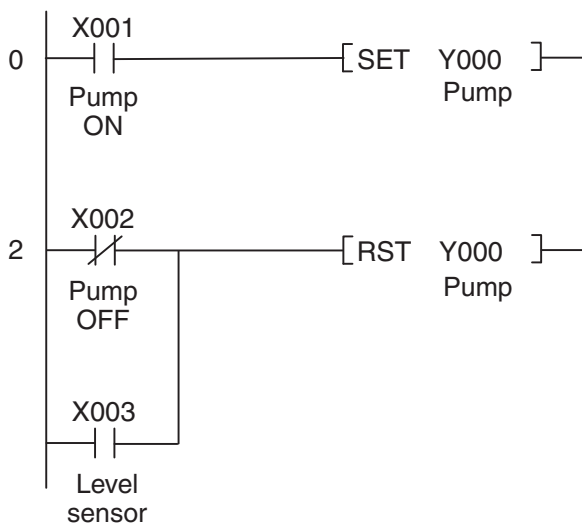 X001
0 SET Y000
Pump Pump
ON
X002
2 RST Y000
Pump Pump
OFF
X003
Level
sensor